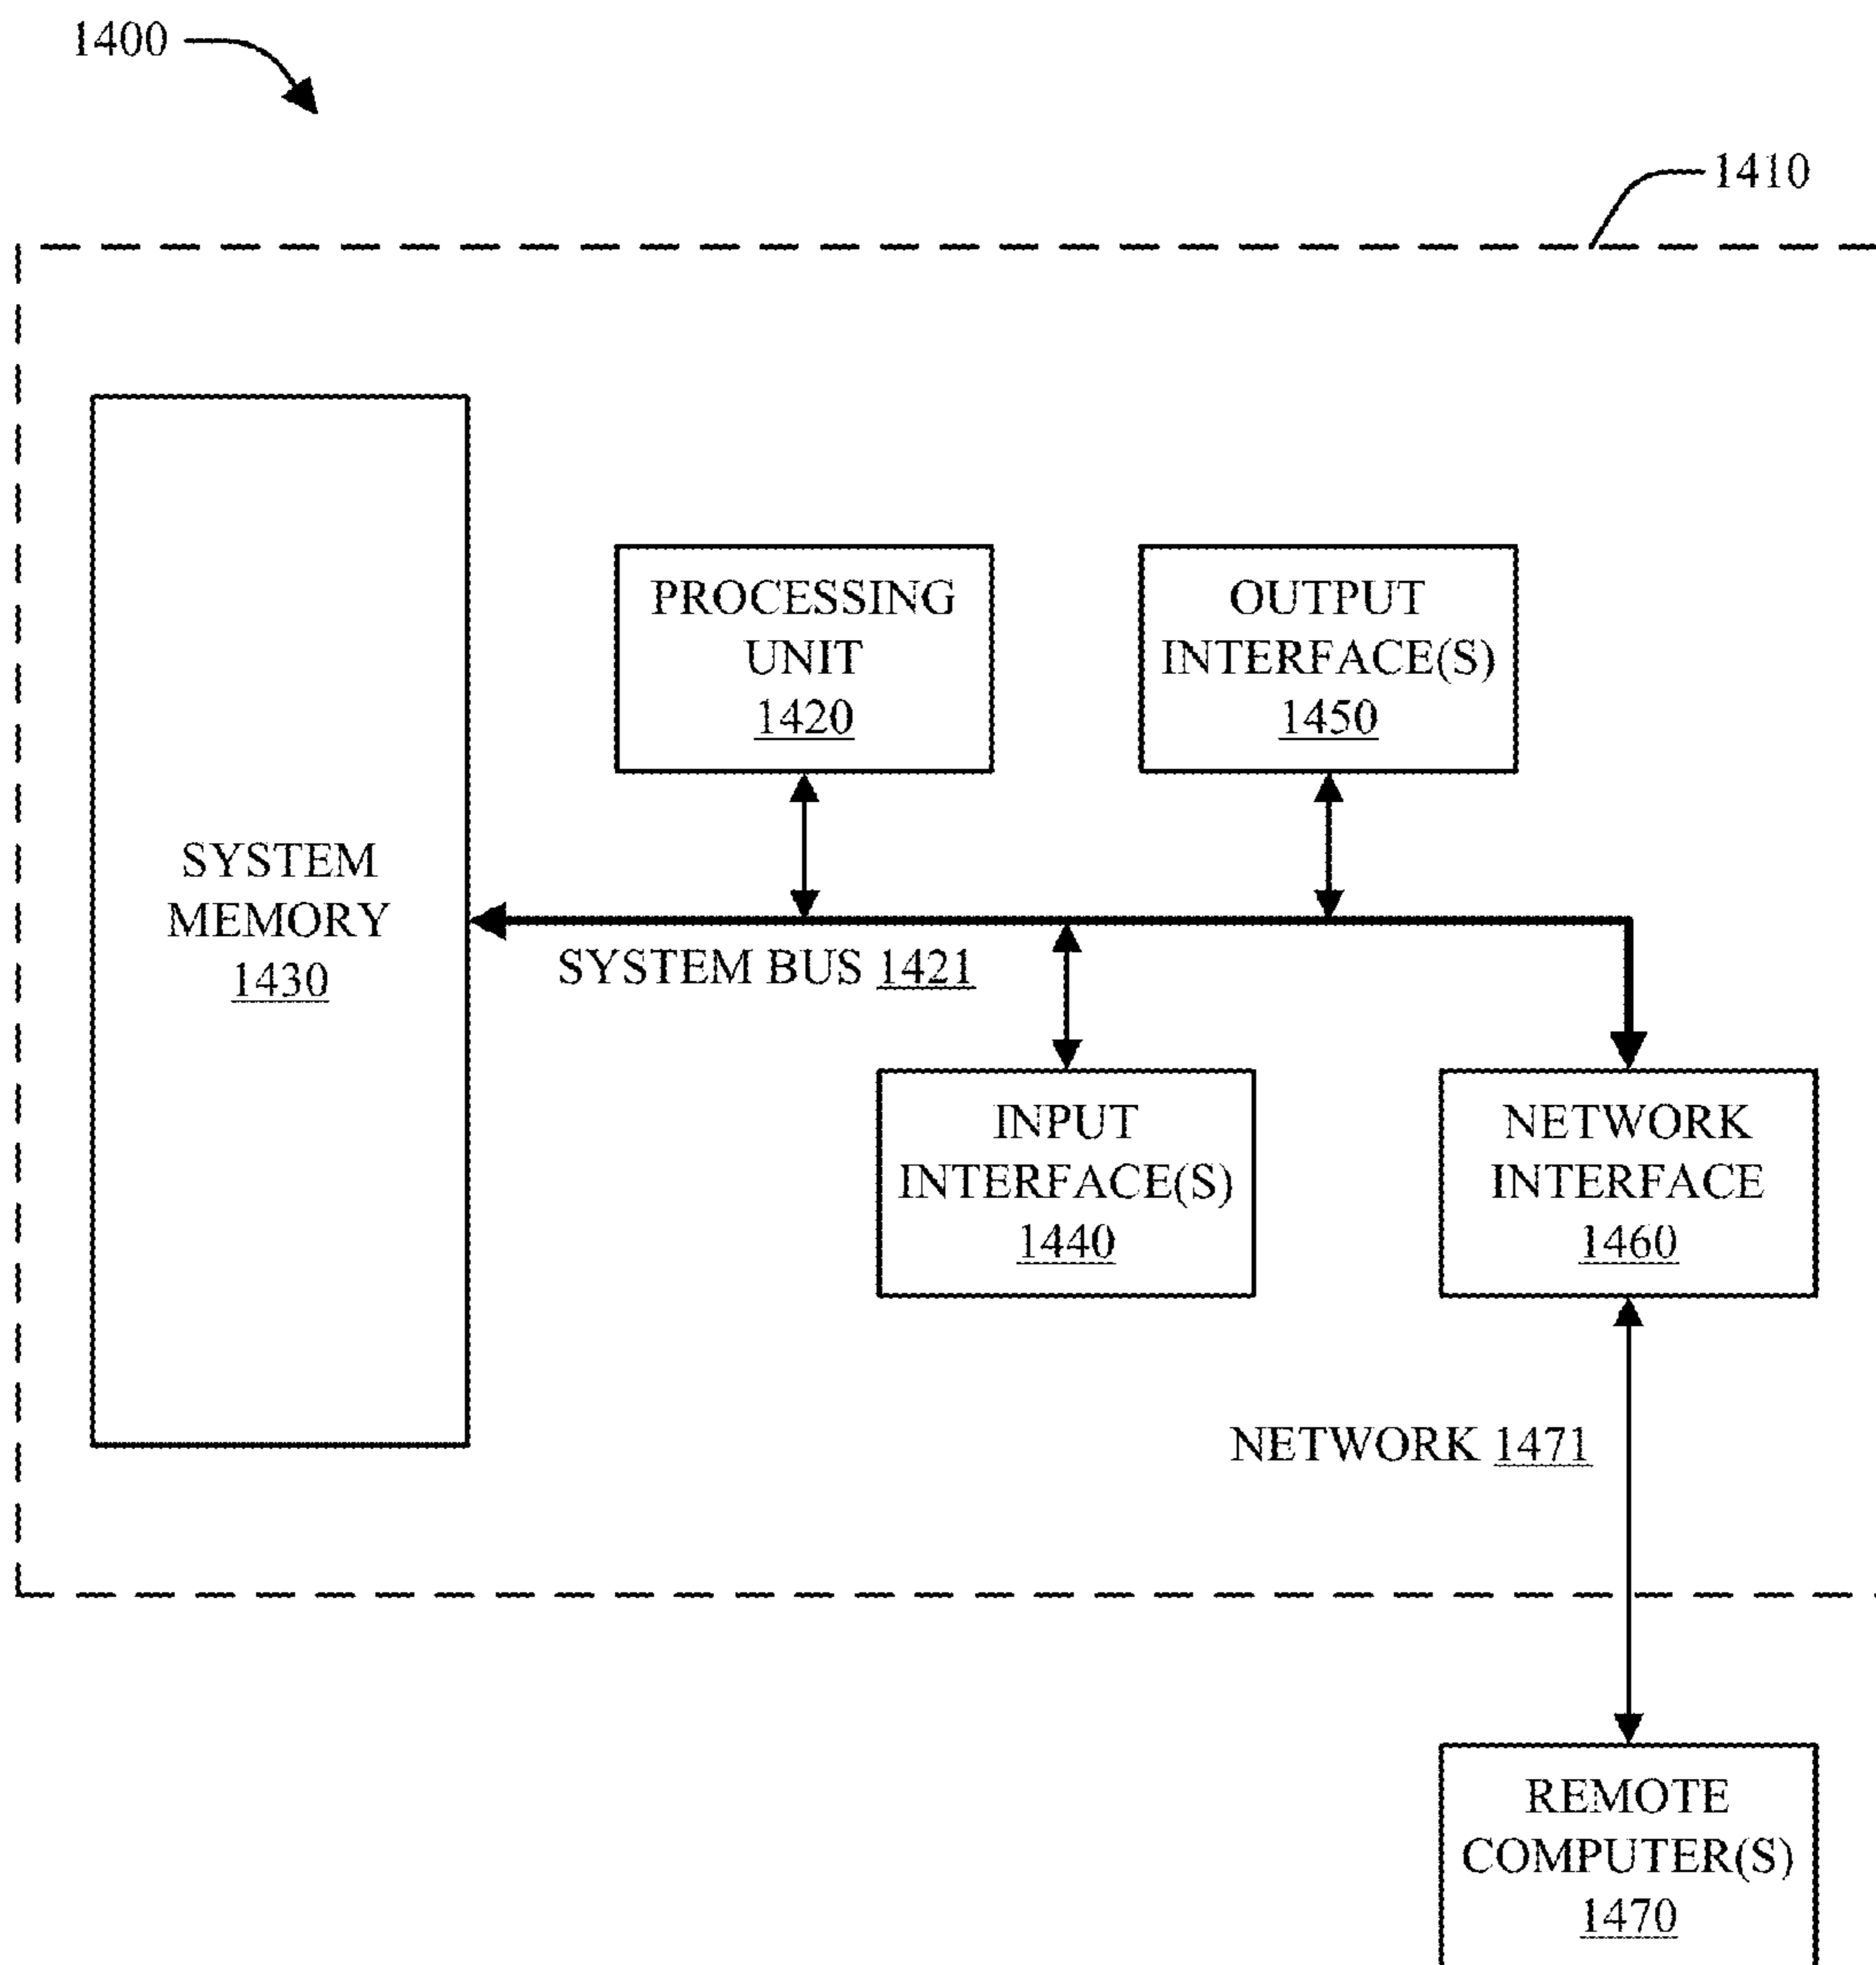 1400
1410
PROCESSING
UNIT
1420
OUTPUT
INTERFACE(S)
1450
SYSTEM
MEMORY
1430
SYSTEM BUS 1421
INPUT
INTERFACE(S)
1440
NETWORK
INTERFACE
1460
NETWORK 1471
REMOTE
COMPUTER(S)
1470